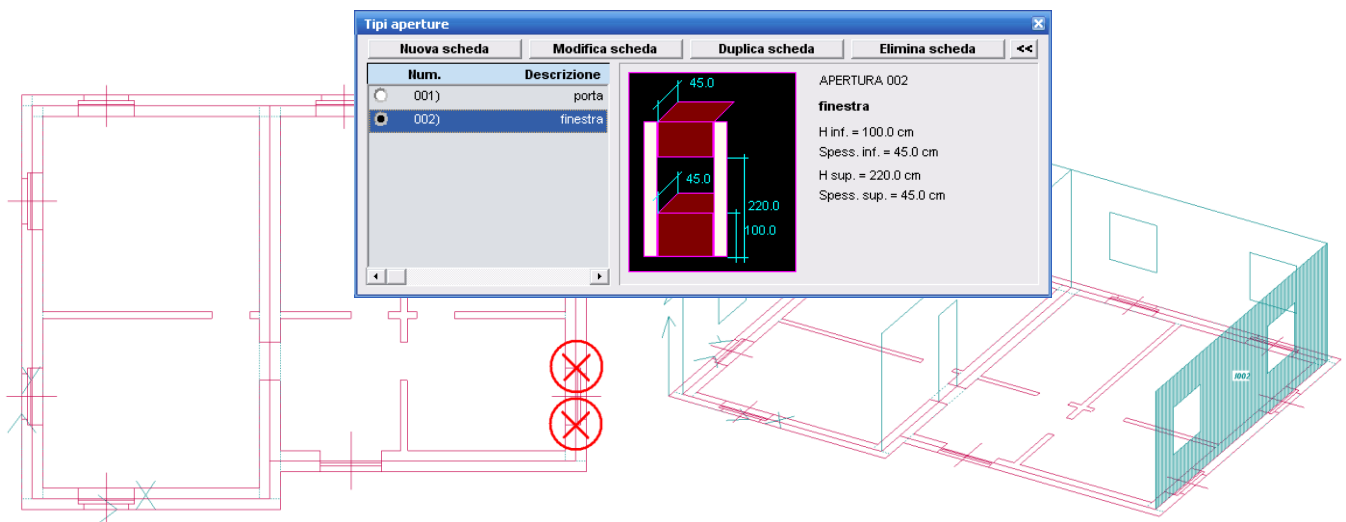 Tipi aperture
Nuova scheda Modifica scheda Duplica scheda Elimina scheda <<
Num. Descrizione
001) porta
002) finestra
45.0
45.0
220.0
100.0
APERTURA 002
finestra
H inf. = 100.0 cm
Spess. inf. = 45.0 cm
H sup. = 220.0 cm
Spess. sup. = 45.0 cm